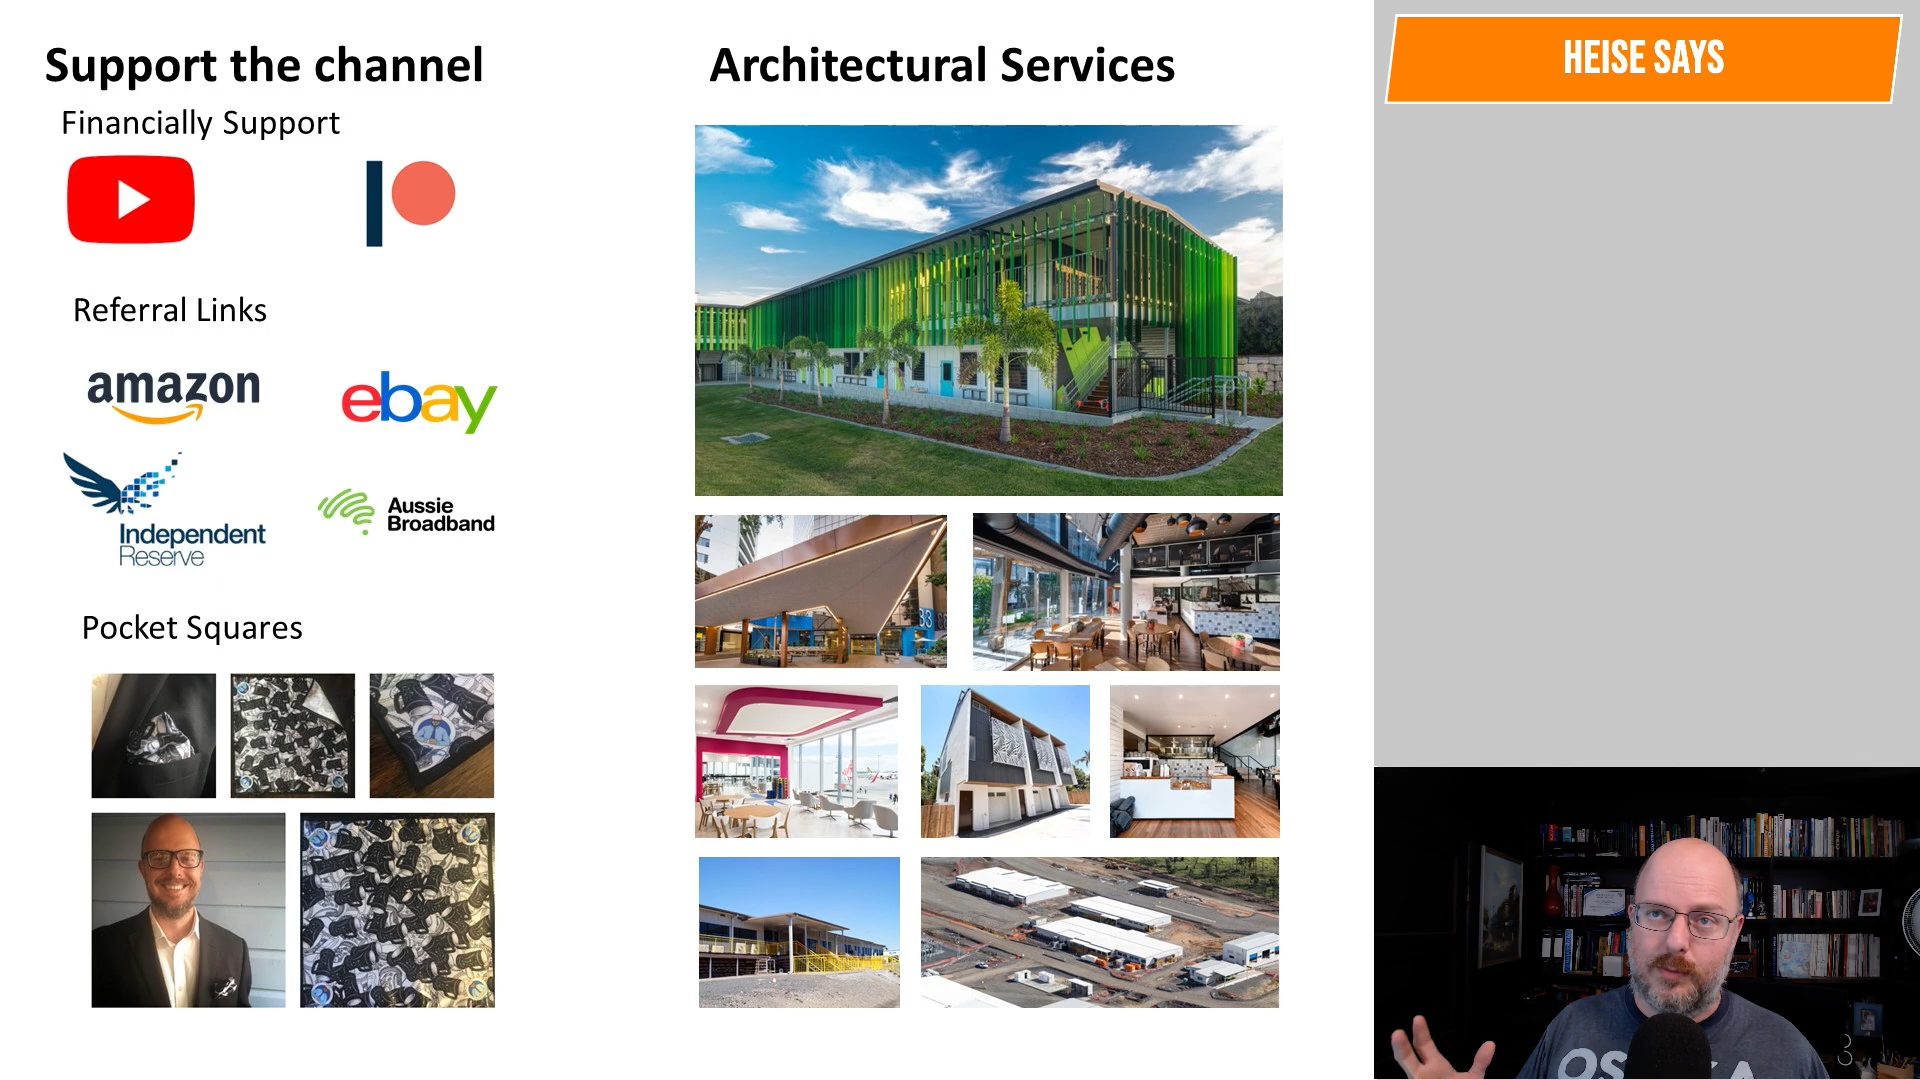 Support the channel
Financially Support
Referral Links
amazon
ebay
Independent
Reserve
Aussie
Broadband
Pocket Squares
Architectural Services
33
HEISE SAYS